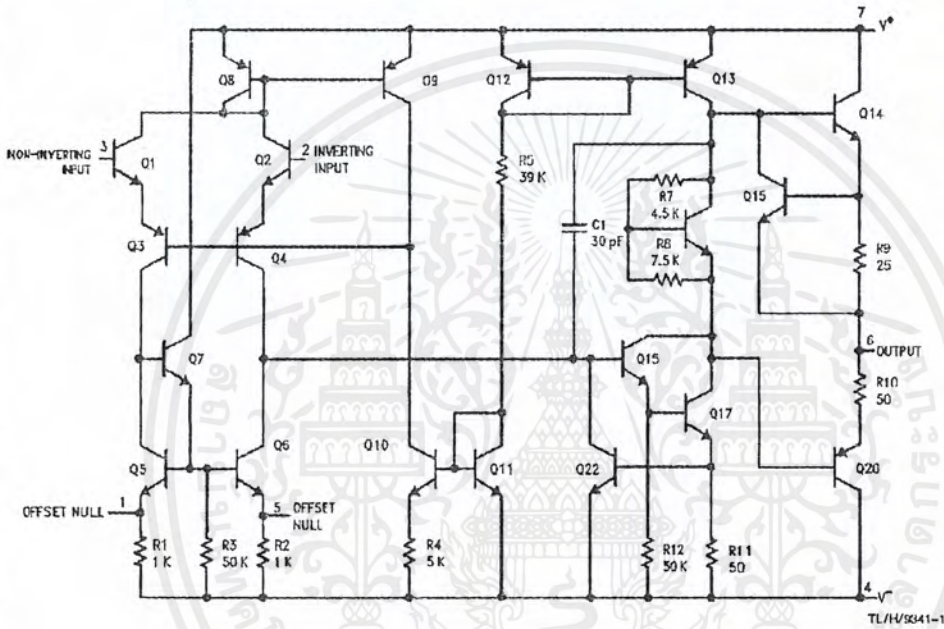 7
V+
Q8
Q9
Q12
Q13
Q14
3
NON-INVERTING
INPUT
Q1
Q2
2
INVERTING
INPUT
R5
39 K
Q15
R7
4.5 K
C1
30 pF
R8
7.5 K
R9
25
Q3
Q4
6
OUTPUT
Q7
Q15
R10
50
Q17
Q5
Q6
Q10
Q11
Q22
Q20
1
OFFSET NULL
5
OFFSET
NULL
R1
1 K
R3
50 K
R2
1 K
R4
5 K
R12
50 K
R11
50
4
V-
TL/H/9341-1